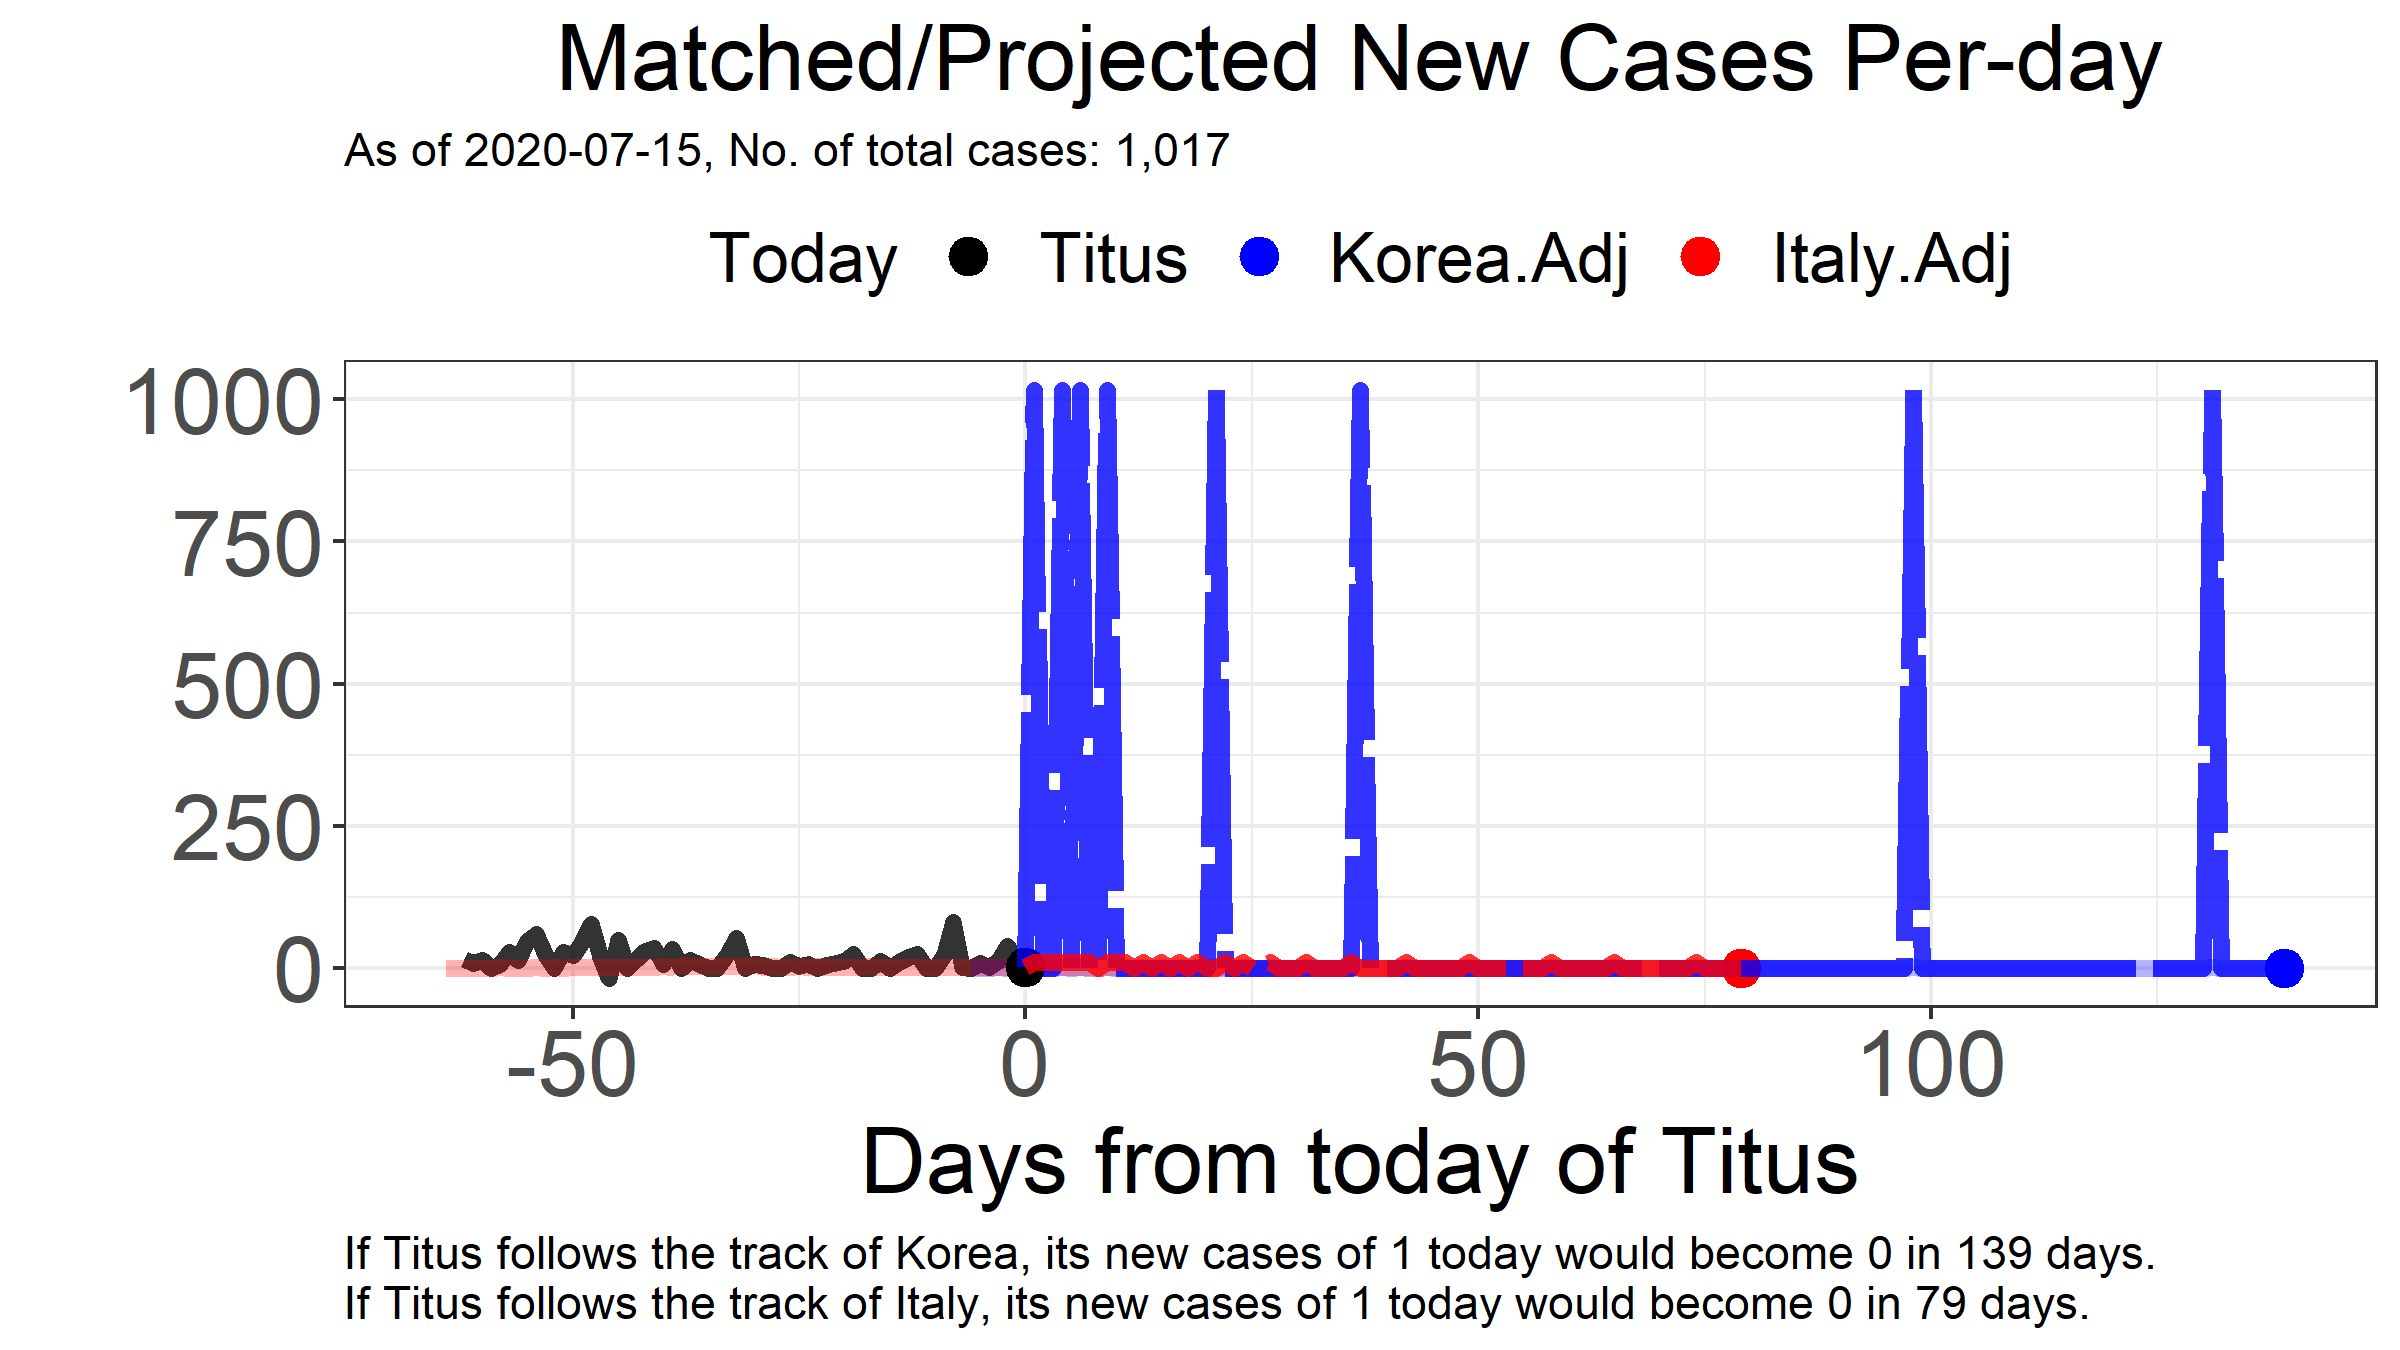 Matched/Projected New Cases Per-day
As of 2020-07-15, No. of total cases: 1,017
Today Titus Korea.Adj Italy.Adj
1000
750
500
250
0
-50 0 50 100
Days from today of Titus
If Titus follows the track of Korea, its new cases of 1 today would become 0 in 139 days.
If Titus follows the track of Italy, its new cases of 1 today would become 0 in 79 days.